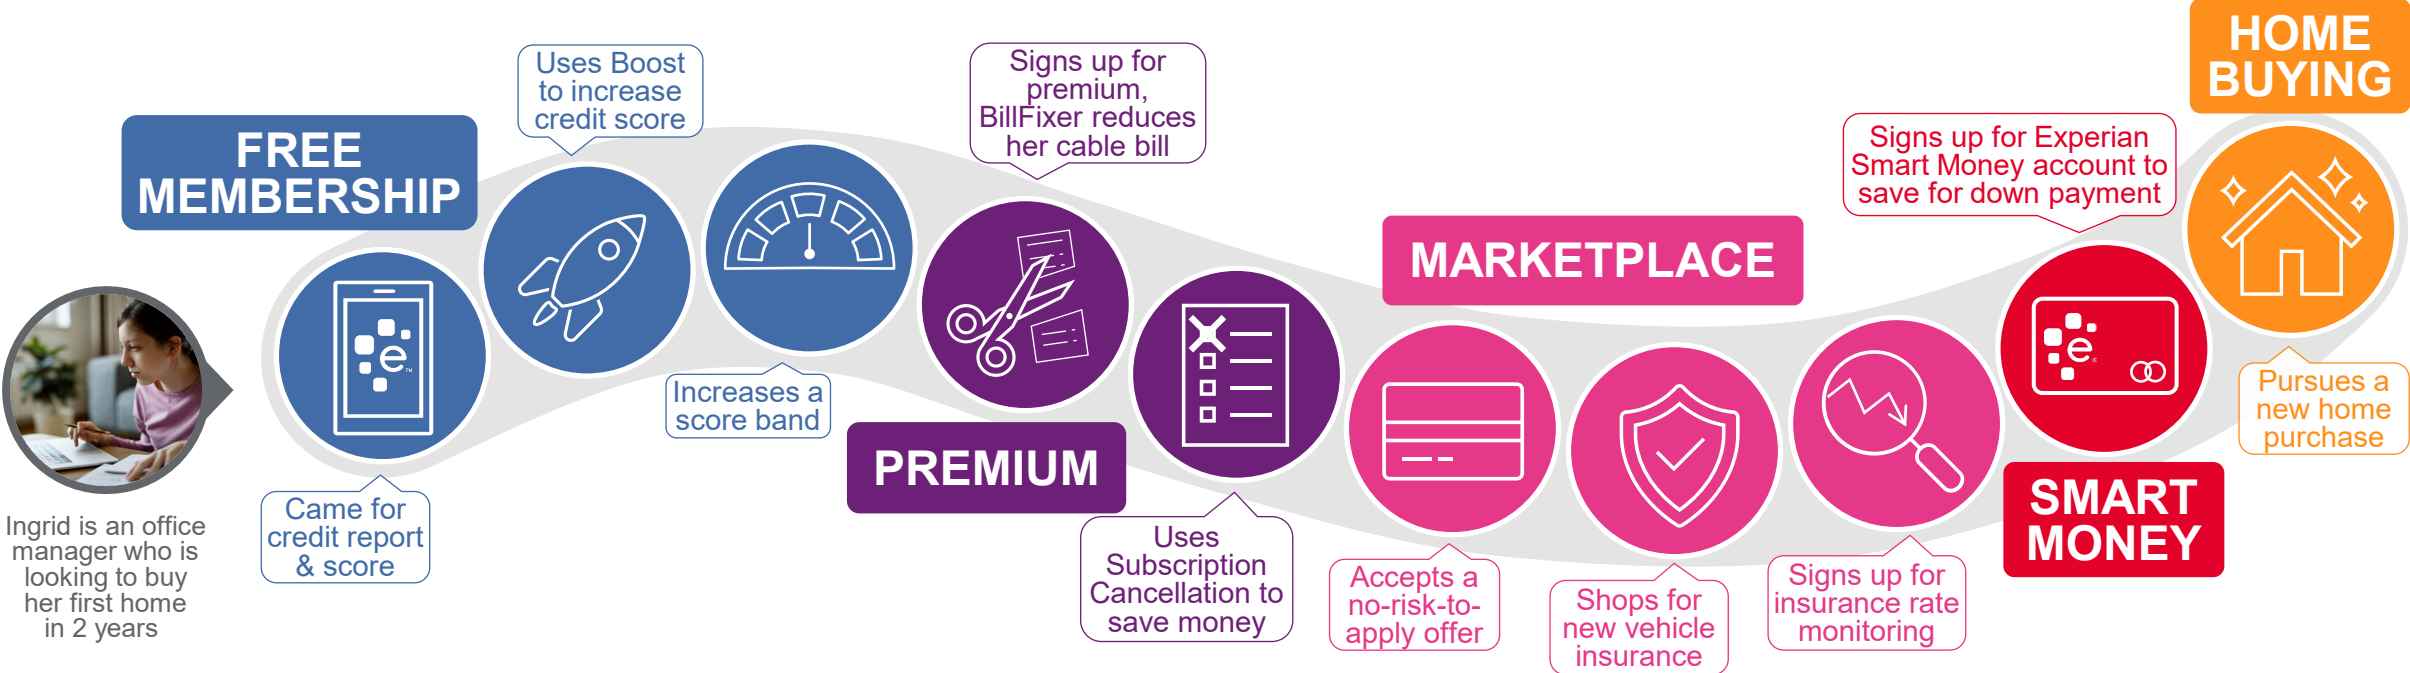 Ingrid is an office
manager who is
looking to buy
her first home
in 2 years
FREE
MEMBERSHIP
e
Came for
credit report
& score
Uses Boost
to increase
credit score
Increases a
score band
Signs up for
premium,
BillFixer reduces
her cable bill
PREMIUM
Uses
Subscription
Cancellation to
save money
MARKETPLACE
Accepts a
no-risk-to-
apply offer
Shops for
new vehicle
insurance
Signs up for
insurance rate
monitoring
Signs up for Experian
Smart Money account to
save for down payment
e
SMART
MONEY
HOME
BUYING
Pursues a
new home
purchase